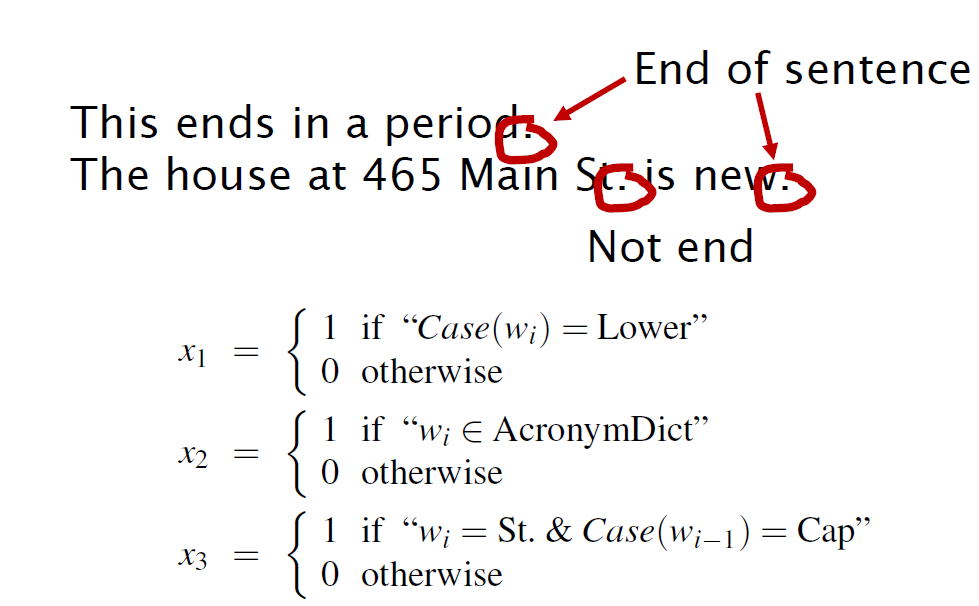 End of sentence
This ends in a period.
The house at 465 Main St. is new.
Not end
x₁ = { 1 if “Case(wᵢ) = Lower”
0 otherwise
x₂ = { 1 if “wᵢ ∈ AcronymDict”
0 otherwise
x₃ = { 1 if “wᵢ = St. & Case(wᵢ₋₁) = Cap”
0 otherwise